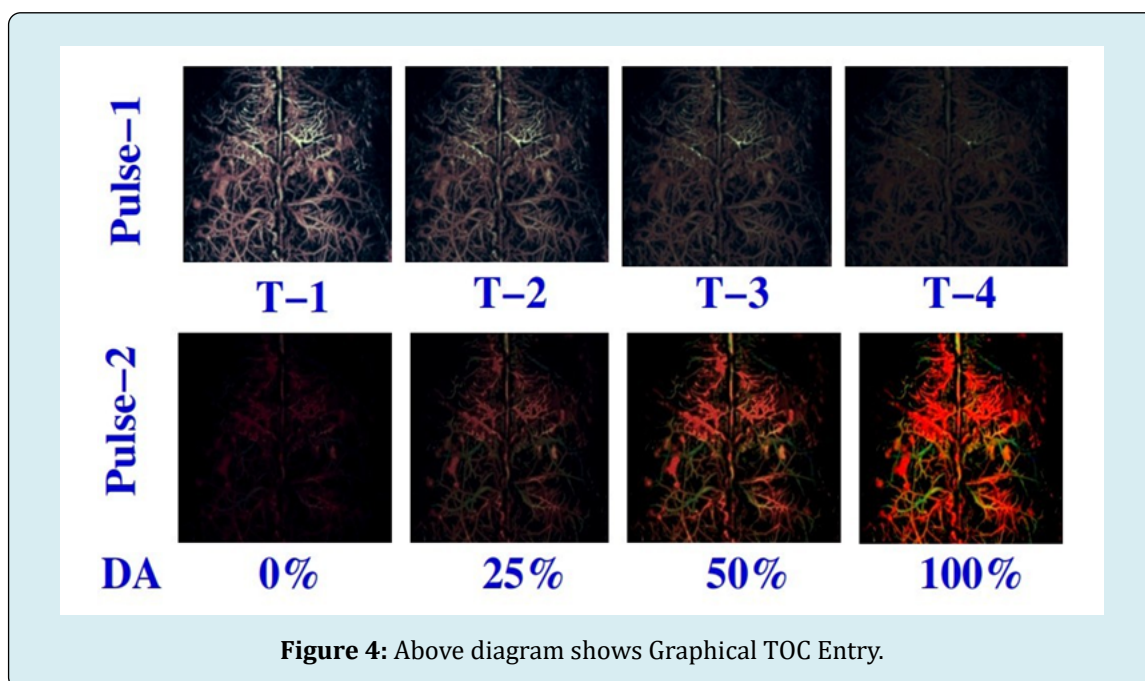 Pulse-1
T-1 T-2 T-3 T-4
Pulse-2
DA 0% 25% 50% 100%
Figure 4: Above diagram shows Graphical TOC Entry.